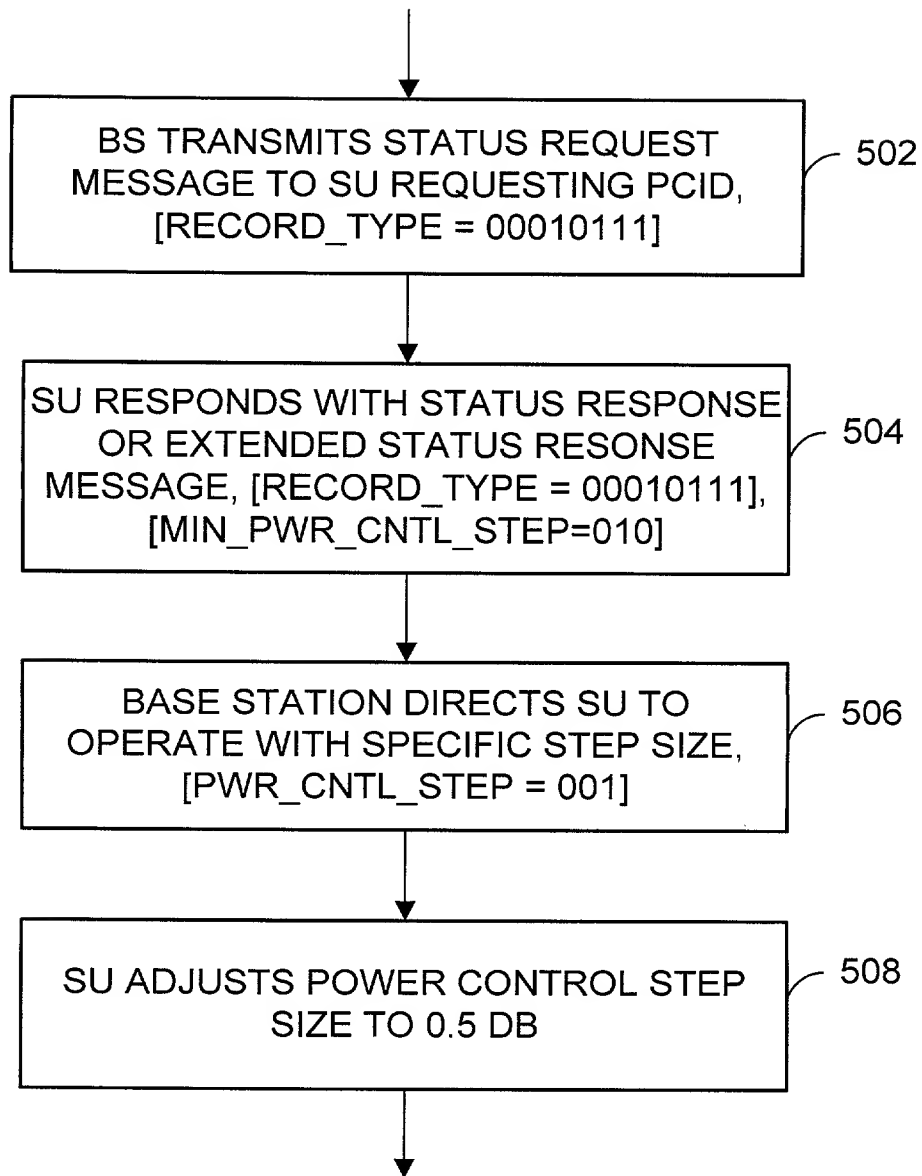 BS TRANSMITS STATUS REQUEST
MESSAGE TO SU REQUESTING PCID,
[RECORD_TYPE = 00010111]
502
SU RESPONDS WITH STATUS RESPONSE
OR EXTENDED STATUS RESONSE
MESSAGE, [RECORD_TYPE = 00010111],
[MIN_PWR_CNTL_STEP=010]
504
BASE STATION DIRECTS SU TO
OPERATE WITH SPECIFIC STEP SIZE,
[PWR_CNTL_STEP = 001]
506
SU ADJUSTS POWER CONTROL STEP
SIZE TO 0.5 DB
508